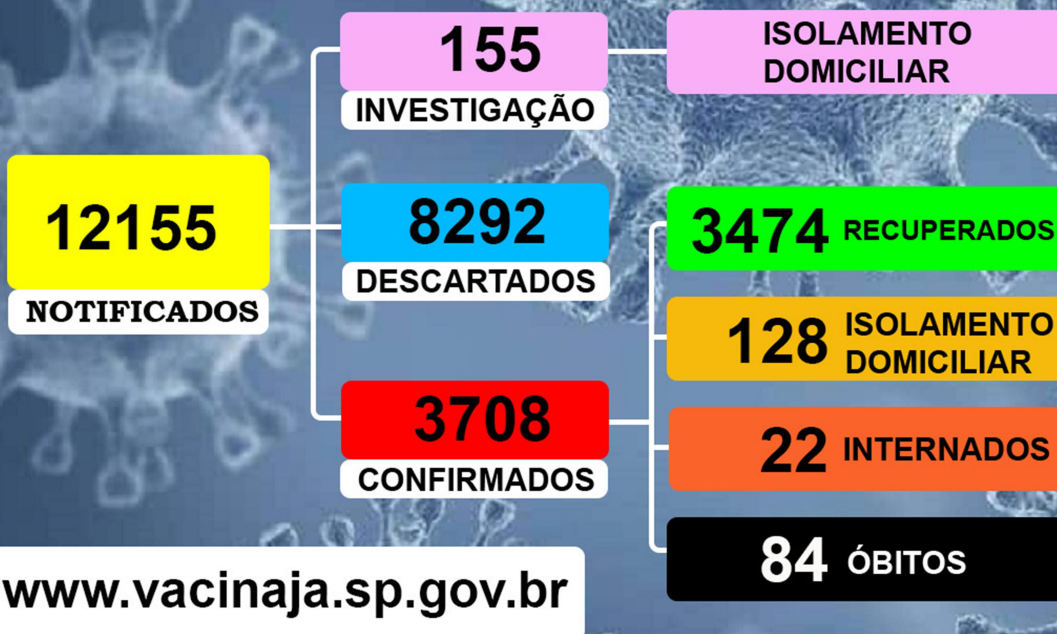 12155
NOTIFICADOS
155
INVESTIGAÇÃO
ISOLAMENTO
DOMICILIAR
8292
DESCARTADOS
3708
CONFIRMADOS
3474 RECUPERADOS
128 ISOLAMENTO
DOMICILIAR
22 INTERNADOS
84 ÓBITOS
www.vacinaja.sp.gov.br